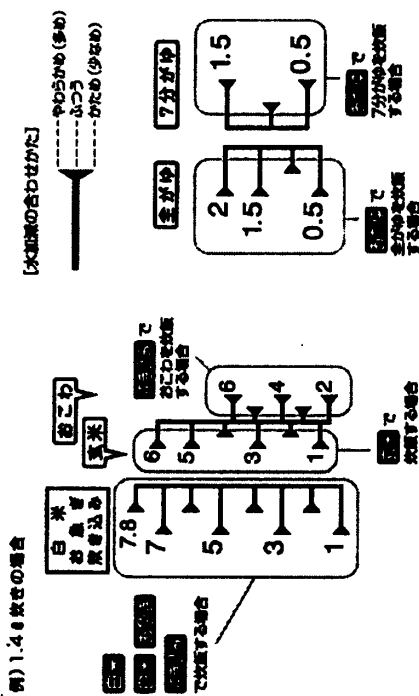 例)1.4ℓ炊きの場合
白米
お急ぎ
炊き込み
7.8
7
5
3
1
で炊飯する場合
玄米
6
5
3
1
で
炊飯する場合
おこわ
6
4
2
で
おこわを炊飯
する場合
[水加減の合わせかた]
やわらかめ(多め)
ふつう
かため(少なめ)
全がゆ
2
1.5
0.5
で
全がゆを炊飯
する場合
7分がゆ
1.5
0.5
で
7分がゆを炊飯
する場合